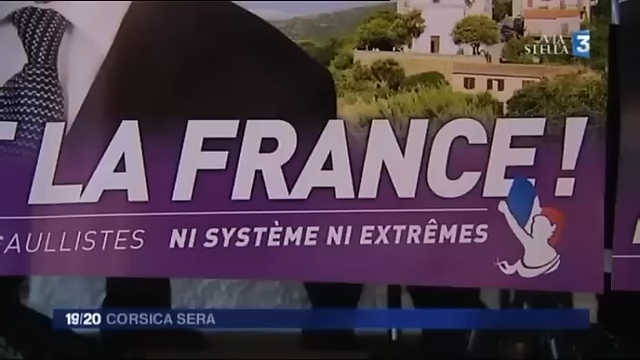 VIA
STELLA 3
LA FRANCE !
AULLISTES NI SYSTÈME NI EXTRÊMES
19/20 CORSICA SERA